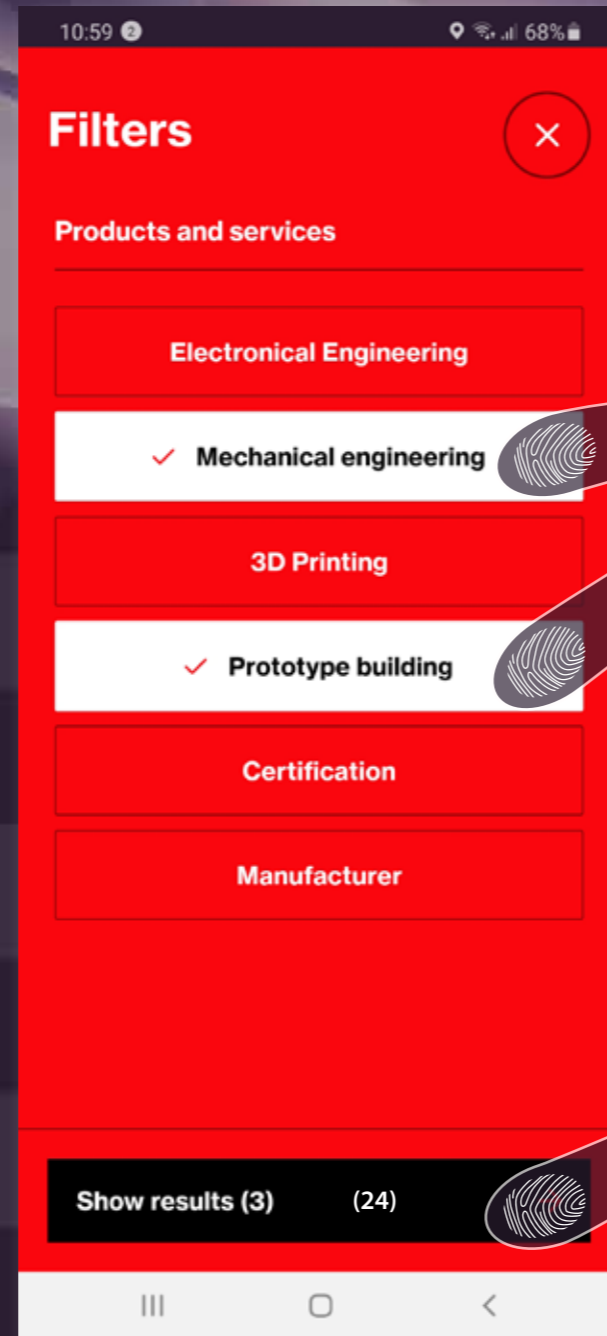 10:59 2 68%
Filters
Products and services
Electronical Engineering
Mechanical engineering
3D Printing
Prototype building
Certification
Manufacturer
Show results (3) (24)